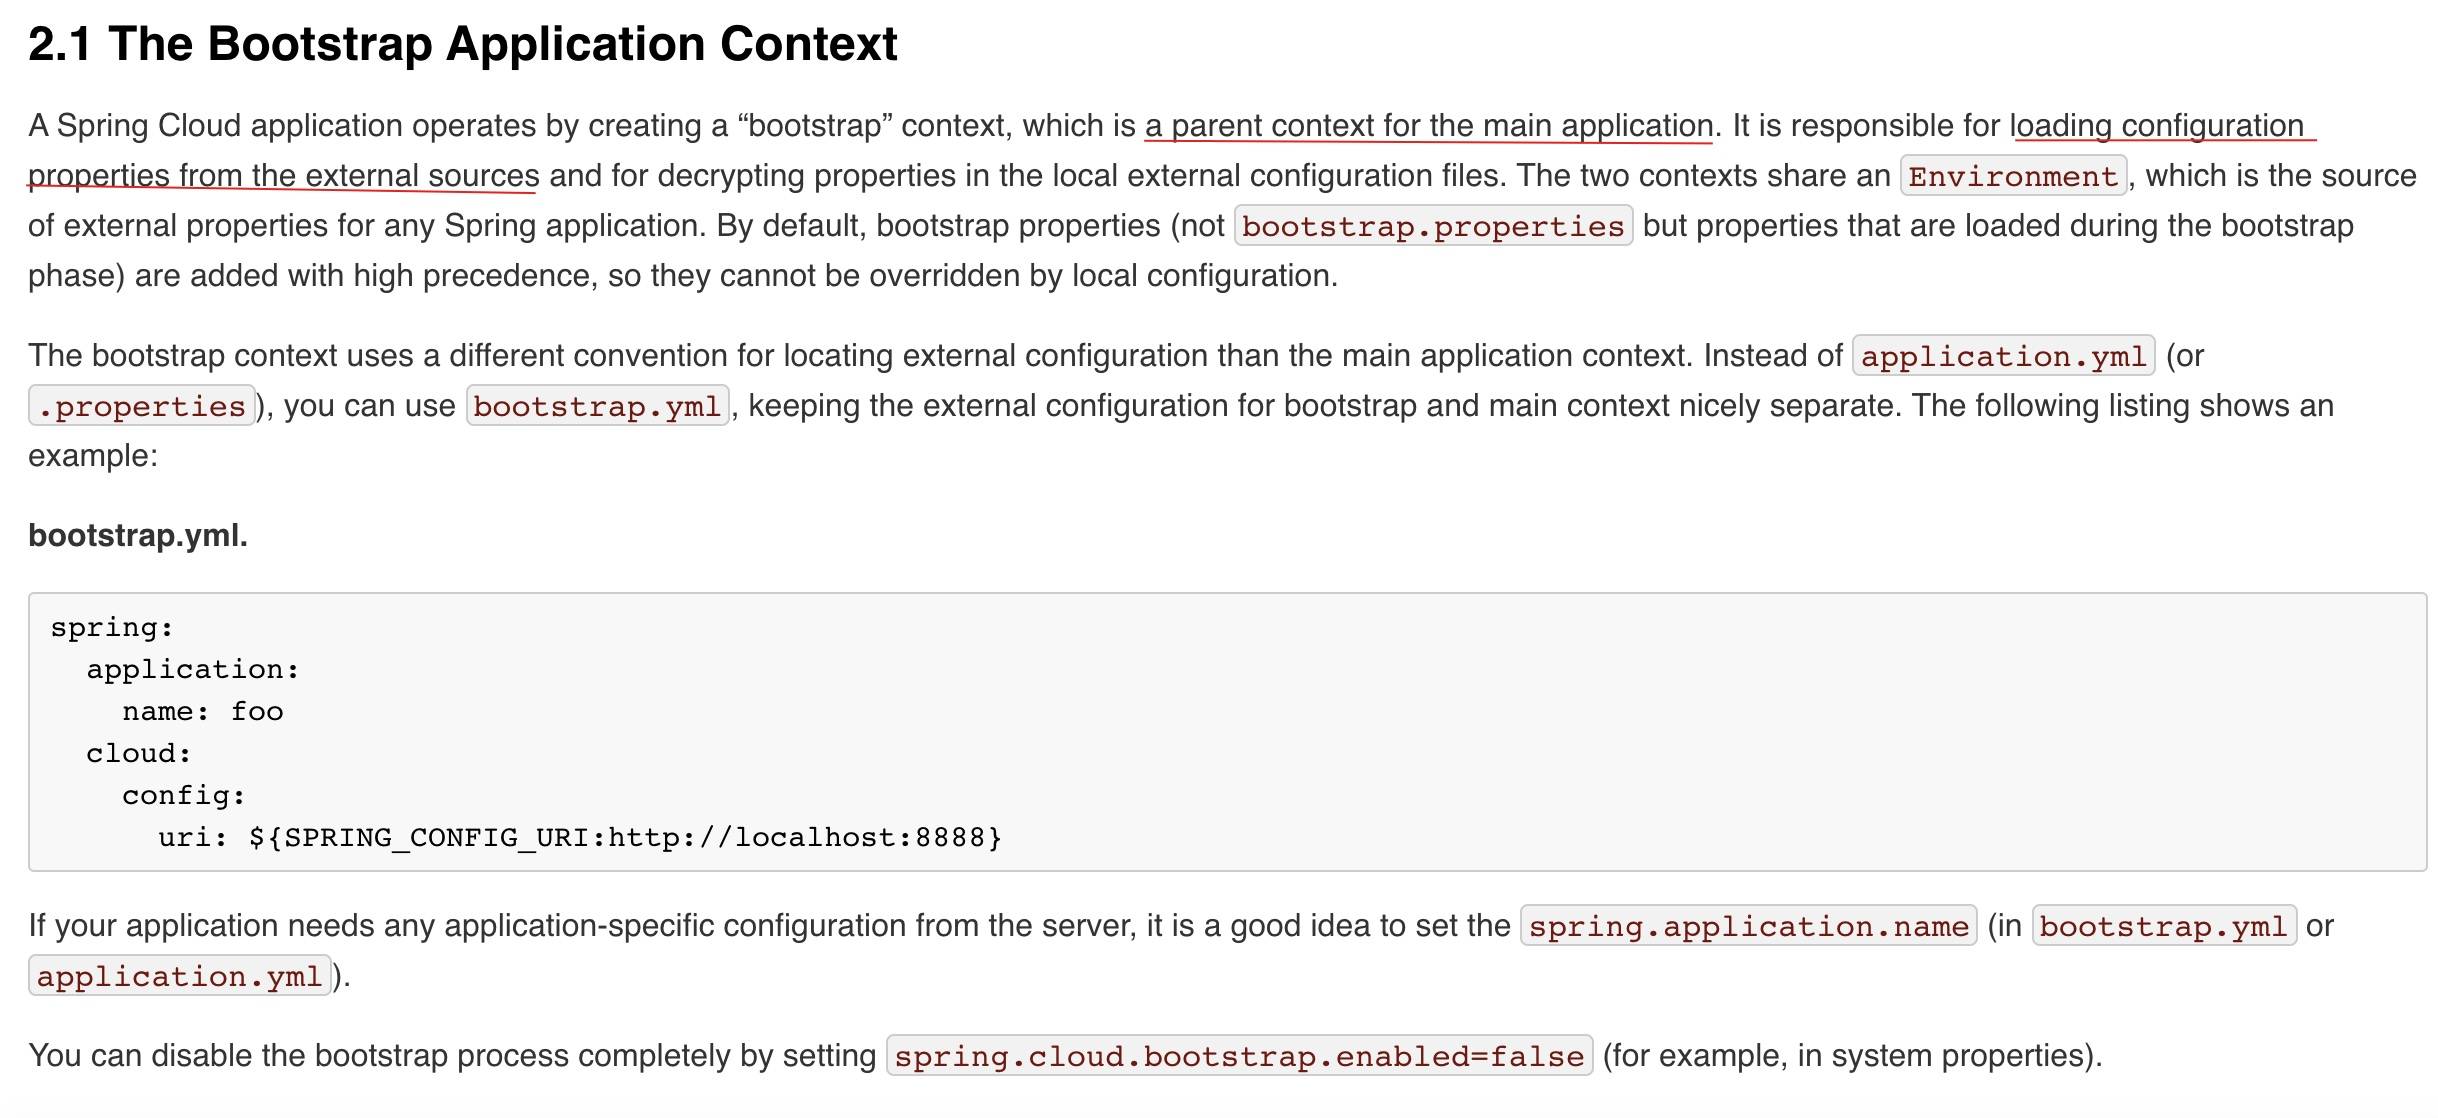 2.1 The Bootstrap Application Context
A Spring Cloud application operates by creating a “bootstrap” context, which is a parent context for the main application. It is responsible for loading configuration
properties from the external sources and for decrypting properties in the local external configuration files. The two contexts share an Environment, which is the source
of external properties for any Spring application. By default, bootstrap properties (not bootstrap.properties but properties that are loaded during the bootstrap
phase) are added with high precedence, so they cannot be overridden by local configuration.
The bootstrap context uses a different convention for locating external configuration than the main application context. Instead of application.yml (or
.properties), you can use bootstrap.yml, keeping the external configuration for bootstrap and main context nicely separate. The following listing shows an
example:
bootstrap.yml.
spring:
  application:
    name: foo
  cloud:
    config:
      uri: ${SPRING_CONFIG_URI:http://localhost:8888}
If your application needs any application-specific configuration from the server, it is a good idea to set the spring.application.name (in bootstrap.yml or
application.yml).
You can disable the bootstrap process completely by setting spring.cloud.bootstrap.enabled=false (for example, in system properties).